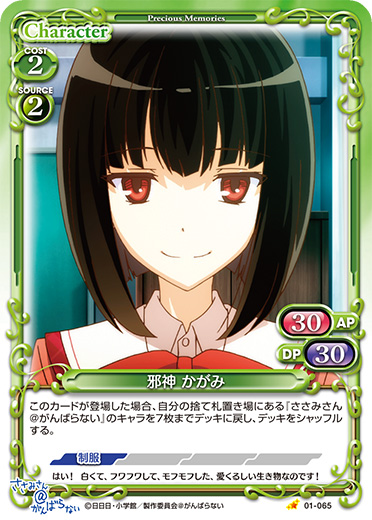 Precious Memories
Character
COST
2
SOURCE
2
30 AP
DP 30
邪神 かがみ
このカードが登場した場合、自分の捨て札置き場にある『ささみさん
@がんばらない』のキャラを7枚までデッキに戻し、デッキをシャッフル
する。
制服
はい！ 白くて、フワフワして、モフモフした、愛くるしい生き物なのです！
ささみさん
@
がんばらない
©日日日・小学館／製作委員会@がんばらない
01-065